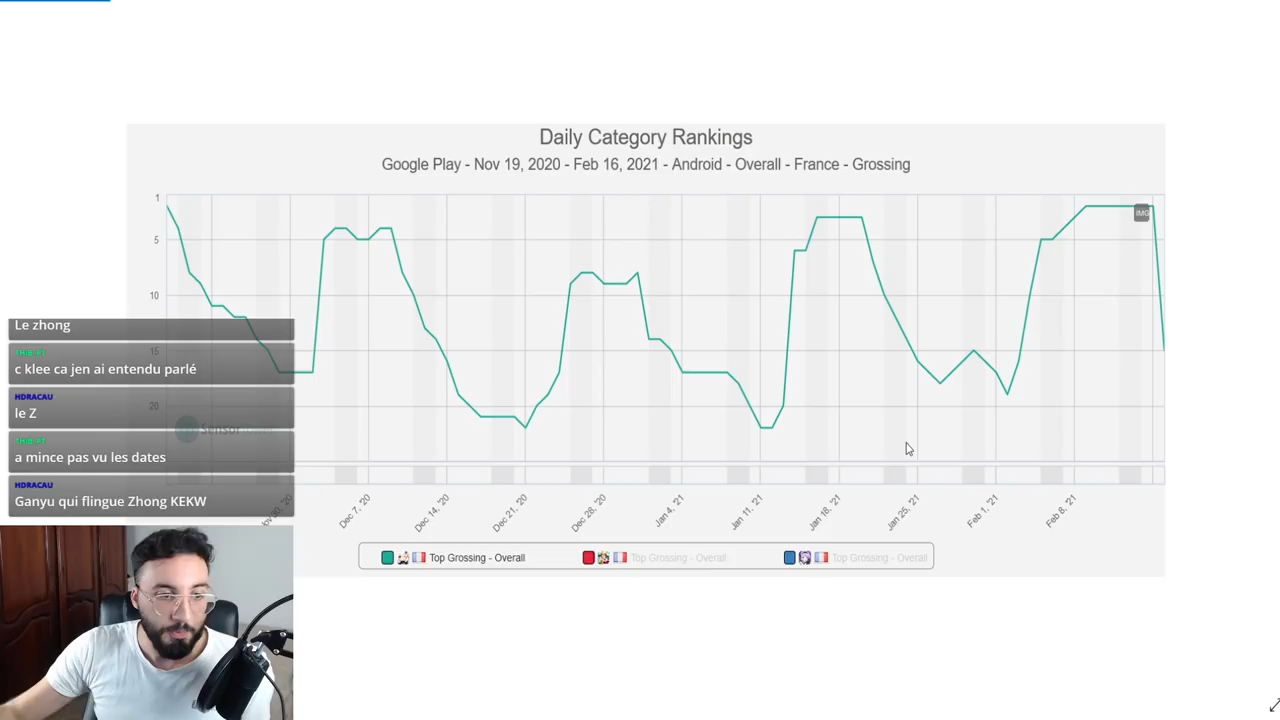 Daily Category Rankings
Google Play - Nov 19, 2020 - Feb 16, 2021 - Android - Overall - France - Grossing
1
5
10
15
20
IMG
Sensor
Le zhong
THIB_RT
c klee ca jen ai entendu parlé
HDRACAU
le Z
THIB_RT
a mince pas vu les dates
HDRACAU
Ganyu qui flingue Zhong KEKW
Dec 7, '20
Dec 14, '20
Dec 21, '20
Dec 28, '20
Jan 4, '21
Jan 11, '21
Jan 18, '21
Jan 25, '21
Feb 1, '21
Feb 8, '21
Top Grossing - Overall
Top Grossing - Overall
Top Grossing - Overall